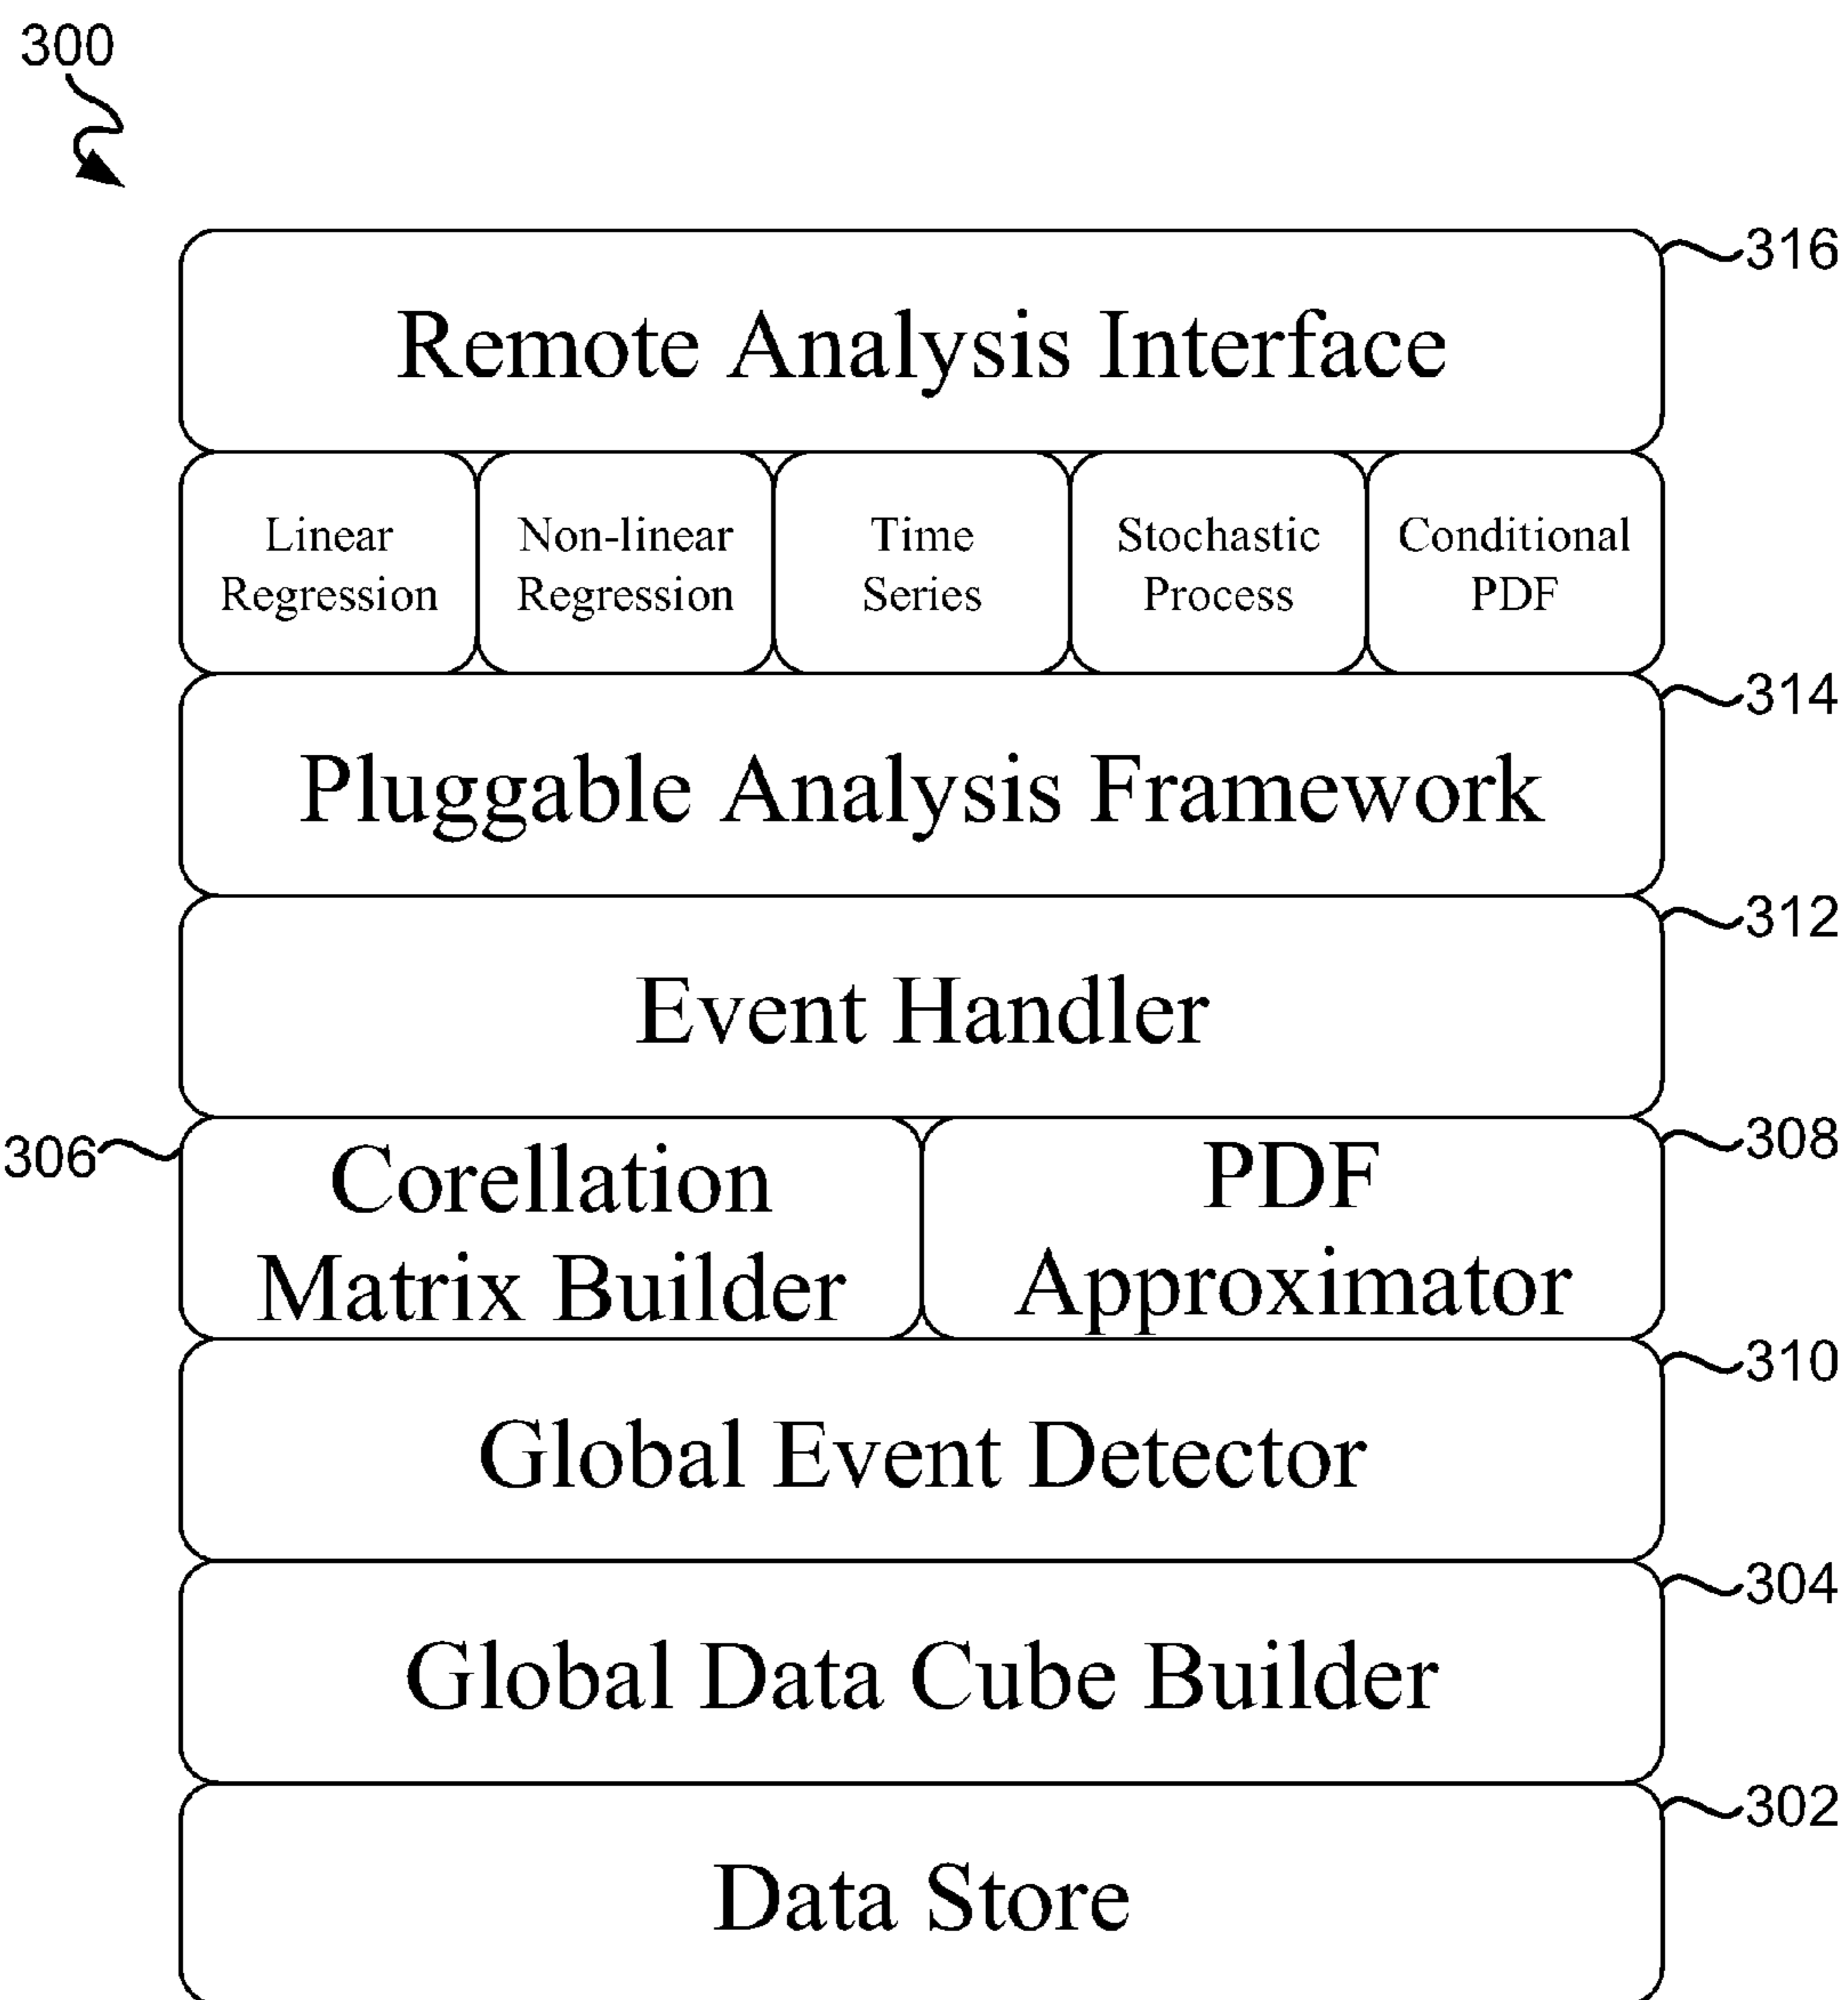 300
316
Remote Analysis Interface
Linear
Regression
Non-linear
Regression
Time
Series
Stochastic
Process
Conditional
PDF
314
Pluggable Analysis Framework
312
Event Handler
306
Corellation
Matrix Builder
308
PDF
Approximator
310
Global Event Detector
304
Global Data Cube Builder
302
Data Store